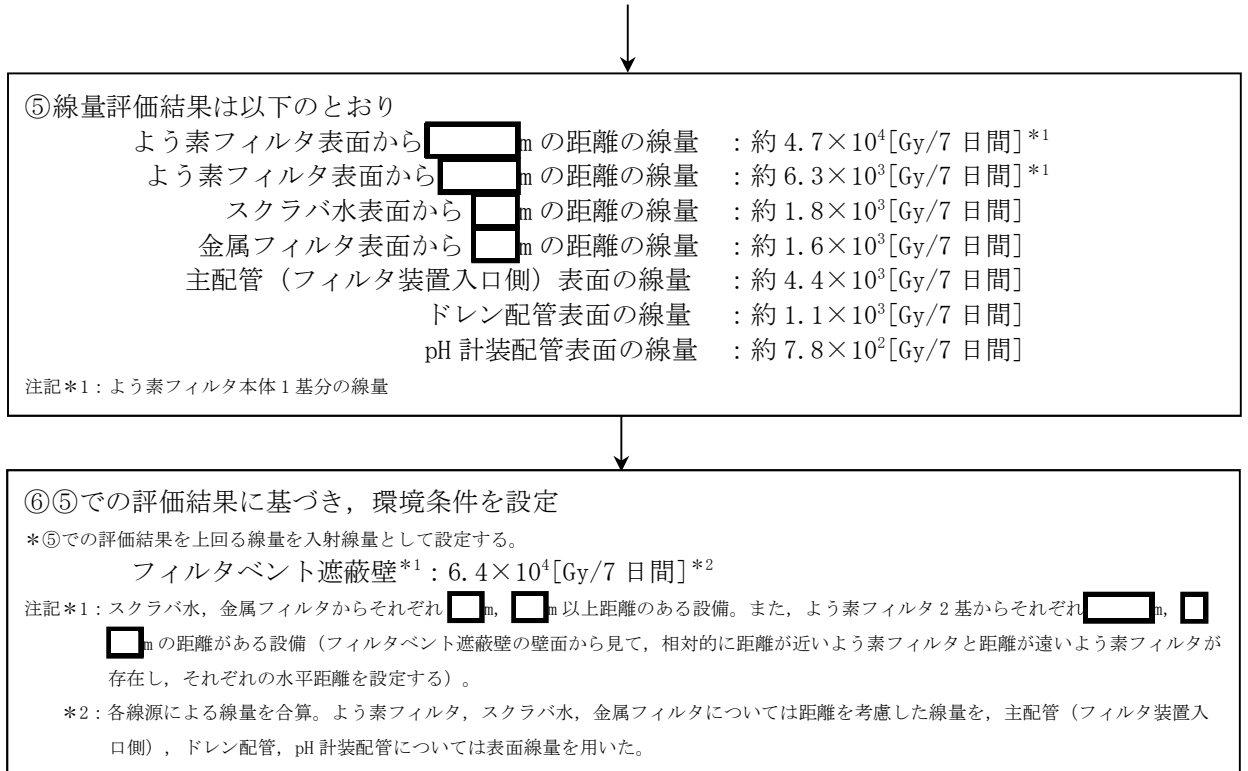 ⑤線量評価結果は以下のとおり
よう素フィルタ表面から m の距離の線量 :約 4.7×10⁴[Gy/7 日間]*1
よう素フィルタ表面から m の距離の線量 :約 6.3×10³[Gy/7 日間]*1
スクラバ水表面から m の距離の線量 :約 1.8×10³[Gy/7 日間]
金属フィルタ表面から m の距離の線量 :約 1.6×10³[Gy/7 日間]
主配管（フィルタ装置入口側）表面の線量 :約 4.4×10³[Gy/7 日間]
ドレン配管表面の線量 :約 1.1×10³[Gy/7 日間]
pH 計装配管表面の線量 :約 7.8×10²[Gy/7 日間]
注記*1：よう素フィルタ本体 1 基分の線量
⑥⑤での評価結果に基づき，環境条件を設定
*⑤での評価結果を上回る線量を入射線量として設定する。
フィルタベント遮蔽壁*1：6.4×10⁴[Gy/7 日間]*2
注記*1：スクラバ水，金属フィルタからそれぞれ m， m 以上距離のある設備。また，よう素フィルタ 2 基からそれぞれ m，
m の距離がある設備（フィルタベント遮蔽壁の壁面から見て，相対的に距離が近いよう素フィルタと距離が遠いよう素フィルタが
存在し，それぞれの水平距離を設定する）。
*2：各線源による線量を合算。よう素フィルタ，スクラバ水，金属フィルタについては距離を考慮した線量を，主配管（フィルタ装置入
口側），ドレン配管，pH 計装配管については表面線量を用いた。